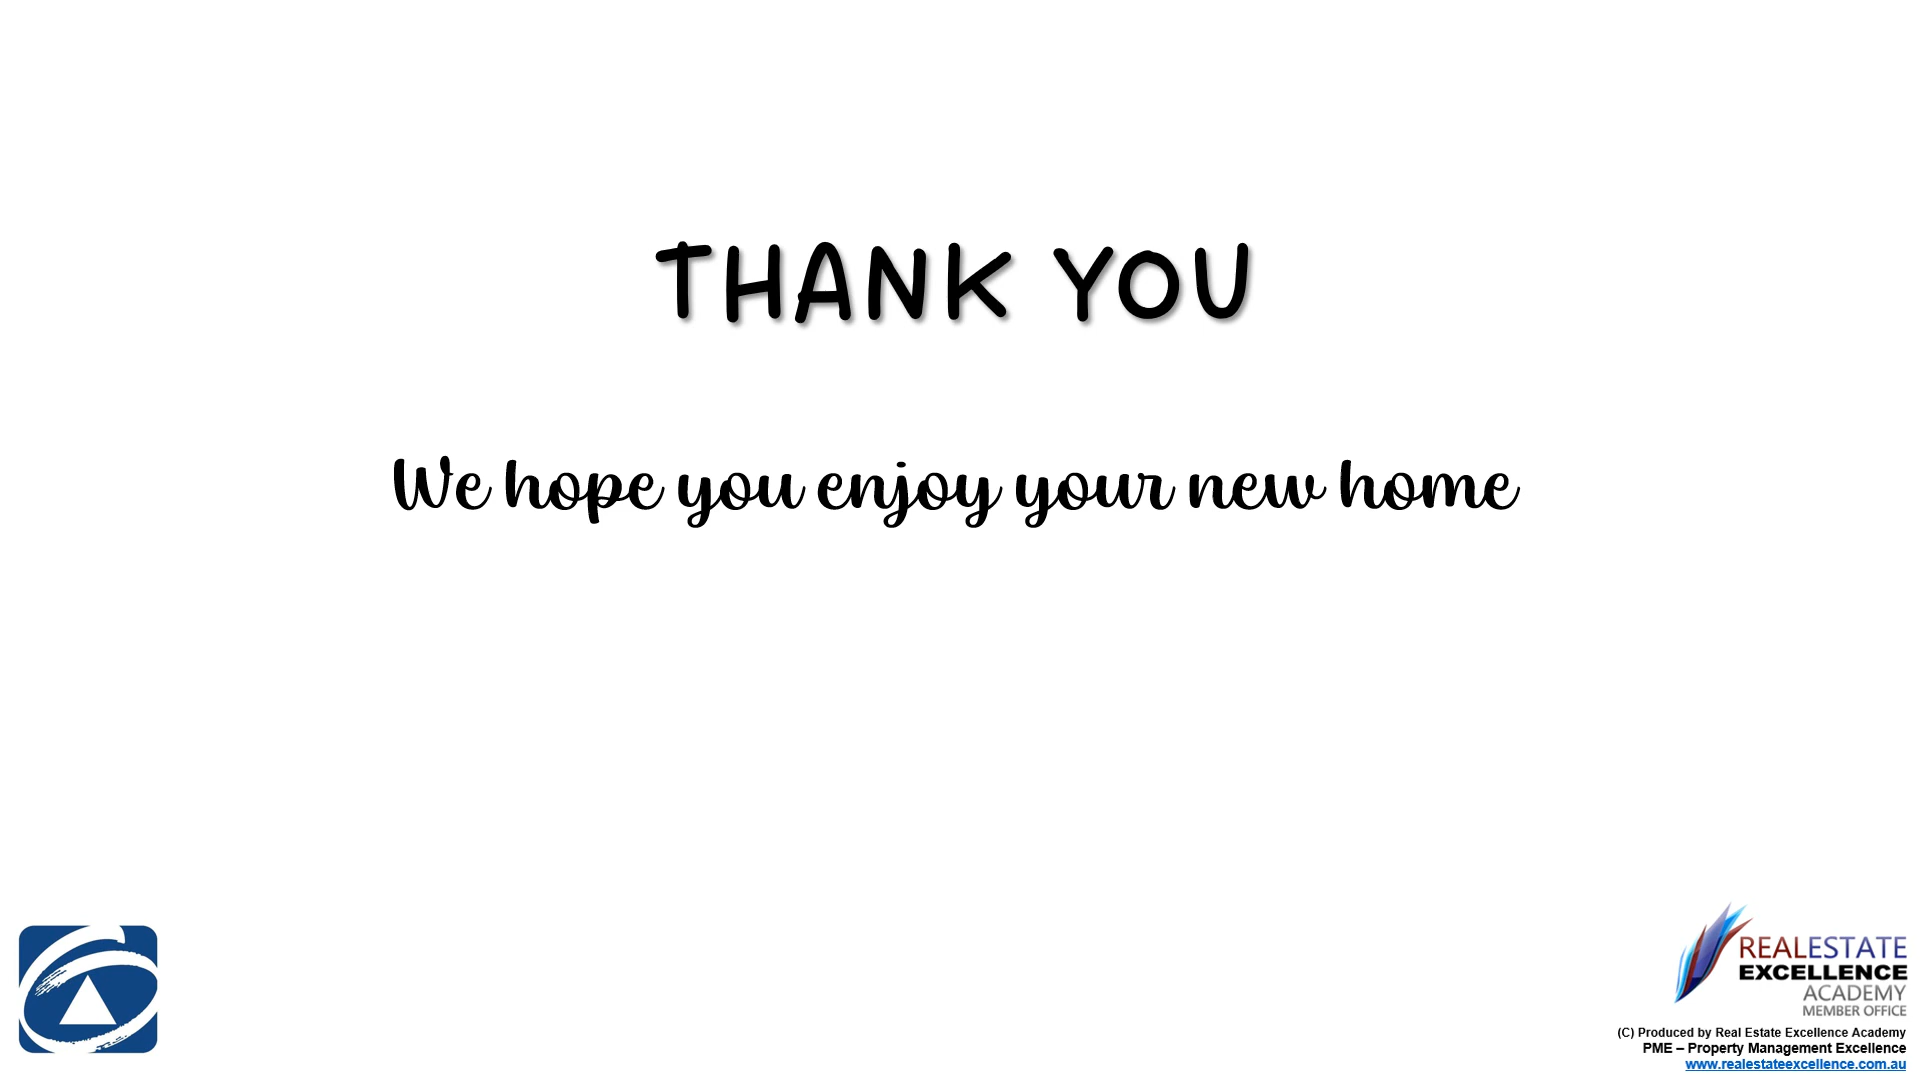 THANK YOU
We hope you enjoy your new home
REALESTATE
EXCELLENCE
ACADEMY
MEMBER OFFICE
(C) Produced by Real Estate Excellence Academy
PME – Property Management Excellence
www.realestateexcellence.com.au